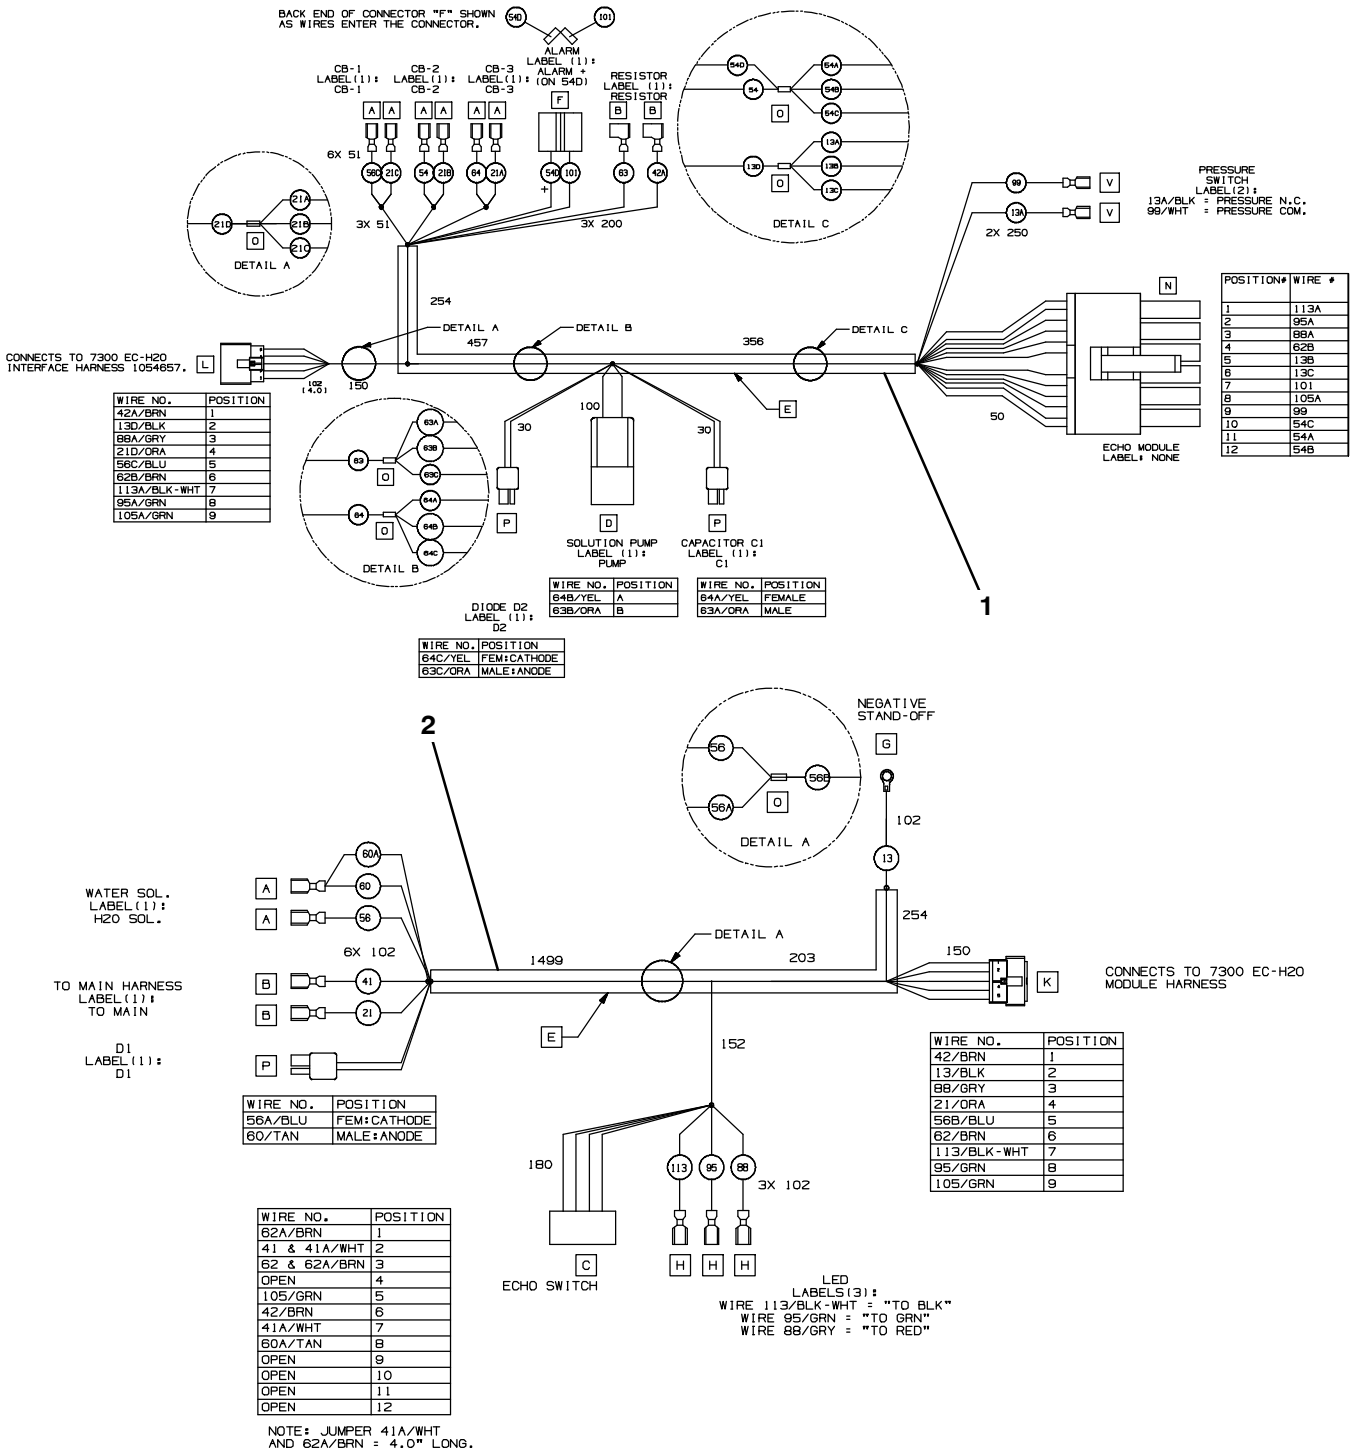 BACK END OF CONNECTOR "F" SHOWN
AS WIRES ENTER THE CONNECTOR.
54D
101
ALARM
LABEL (1):
ALARM +
(ON 54D)
F
CB-1
LABEL(1):
CB-1
CB-2
LABEL(1):
CB-2
CB-3
LABEL(1):
CB-3
RESISTOR
LABEL (1):
RESISTOR
A A A A A A
B B
6X 51
56C 21C 54 21B 64 21A 54D 101 63 42A
+
3X 51
3X 200
21A
21D
21B
21C
O
DETAIL A
54D
54A
54
54B
54C
O
13A
13D
13B
13C
O
DETAIL C
99
V
13A
V
2X 250
PRESSURE
SWITCH
LABEL(2):
13A/BLK = PRESSURE N.C.
99/WHT = PRESSURE COM.
254
DETAIL A
457
DETAIL B
356
DETAIL C
CONNECTS TO 7300 EC-H2O
INTERFACE HARNESS 1054657.
L
102
(4.0)
150
E
50
N
ECHO MODULE
LABEL: NONE
POSITION# WIRE #
1 113A
2 95A
3 88A
4 62B
5 13B
6 13C
7 101
8 105A
9 99
10 54C
11 54A
12 54B
WIRE NO. POSITION
42A/BRN 1
13D/BLK 2
88A/GRY 3
21D/ORA 4
56C/BLU 5
62B/BRN 6
113A/BLK-WHT 7
95A/GRN 8
105A/GRN 9
63A
63
63B
63C
O
64A
64
64B
64C
O
DETAIL B
30
100
30
P
D
P
SOLUTION PUMP
LABEL (1):
PUMP
CAPACITOR C1
LABEL (1):
C1
WIRE NO. POSITION
64B/YEL A
63B/ORA B
WIRE NO. POSITION
64A/YEL FEMALE
63A/ORA MALE
DIODE D2
LABEL (1):
D2
WIRE NO. POSITION
64C/YEL FEM:CATHODE
63C/ORA MALE:ANODE
1
2
56
56B
56A
O
DETAIL A
NEGATIVE
STAND-OFF
G
102
13
254
WATER SOL.
LABEL(1):
H2O SOL.
A
60A
60
A
56
6X 102
TO MAIN HARNESS
LABEL(1):
TO MAIN
B
41
B
21
D1
LABEL(1):
D1
P
WIRE NO. POSITION
56A/BLU FEM:CATHODE
60/TAN MALE:ANODE
1499
DETAIL A
203
E
150
K
CONNECTS TO 7300 EC-H2O
MODULE HARNESS
WIRE NO. POSITION
42/BRN 1
13/BLK 2
88/GRY 3
21/ORA 4
56B/BLU 5
62/BRN 6
113/BLK-WHT 7
95/GRN 8
105/GRN 9
152
180
113 95 88
3X 102
C
H H H
ECHO SWITCH
LED
LABELS(3):
WIRE 113/BLK-WHT = "TO BLK"
WIRE 95/GRN = "TO GRN"
WIRE 88/GRY = "TO RED"
WIRE NO. POSITION
62A/BRN 1
41 & 41A/WHT 2
62 & 62A/BRN 3
OPEN 4
105/GRN 5
42/BRN 6
41A/WHT 7
60A/TAN 8
OPEN 9
OPEN 10
OPEN 11
OPEN 12
NOTE: JUMPER 41A/WHT
AND 62A/BRN = 4.0" LONG.